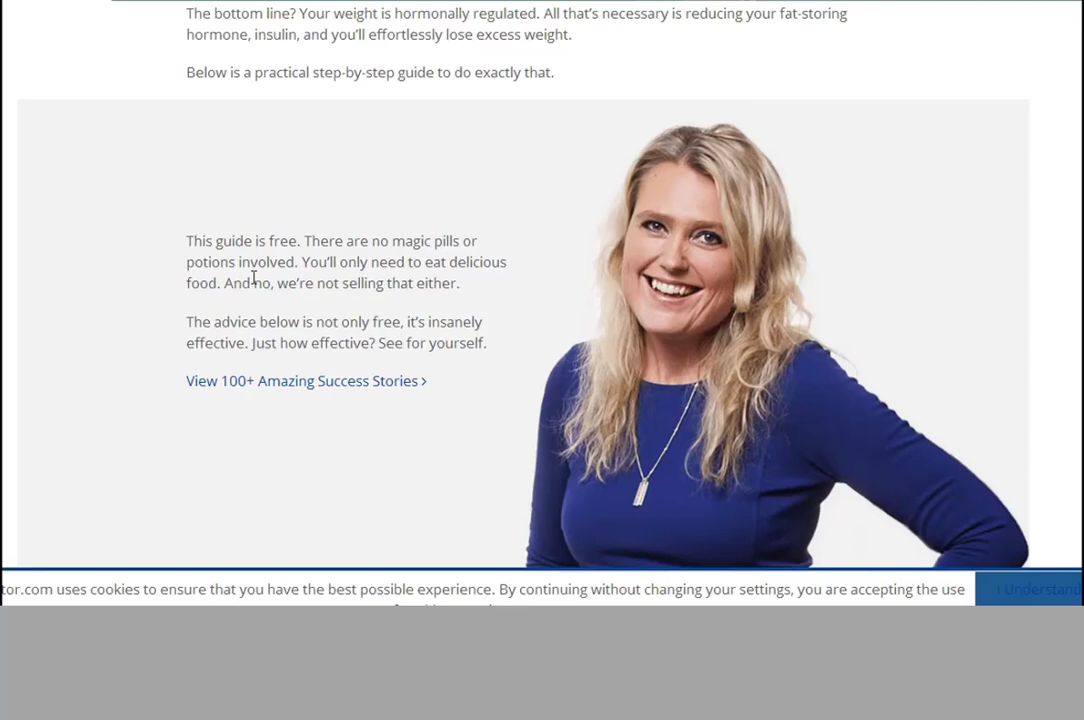 The bottom line? Your weight is hormonally regulated. All that's necessary is reducing your fat-storing
hormone, insulin, and you'll effortlessly lose excess weight.
Below is a practical step-by-step guide to do exactly that.
This guide is free. There are no magic pills or
potions involved. You'll only need to eat delicious
food. And no, we're not selling that either.
The advice below is not only free, it's insanely
effective. Just how effective? See for yourself.
View 100+ Amazing Success Stories ›
tor.com uses cookies to ensure that you have the best possible experience. By continuing without changing your settings, you are accepting the use
I Understand